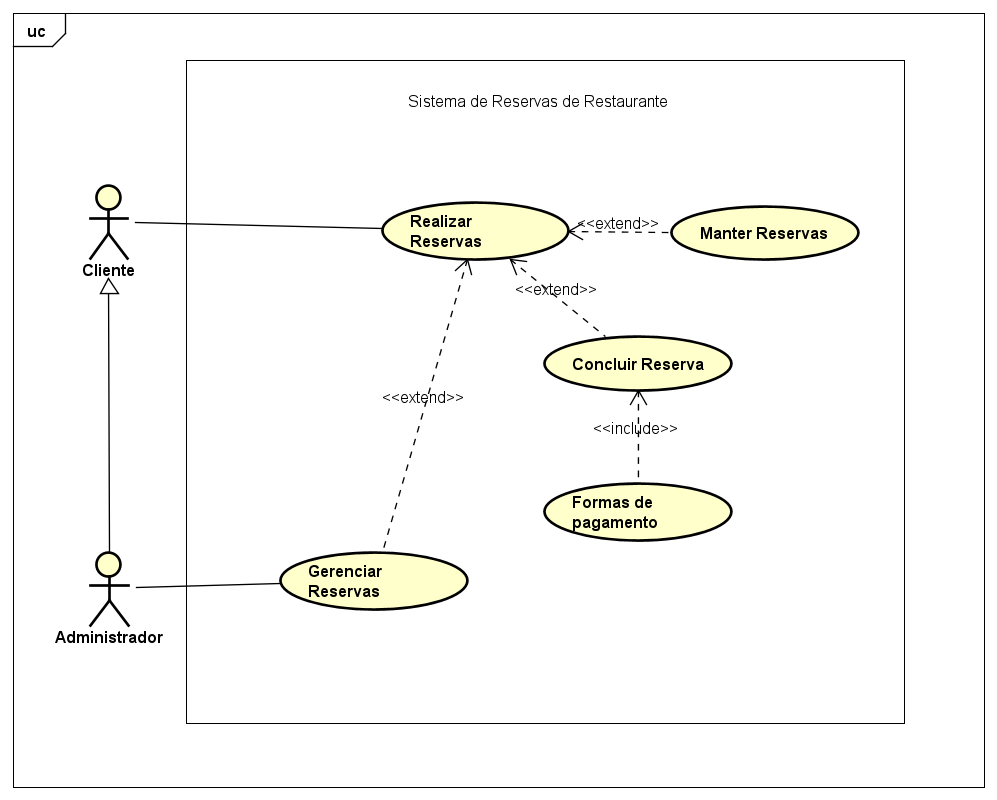 uc
Sistema de Reservas de Restaurante
Realizar
Reservas
<<extend>>
Manter Reservas
Cliente
<<extend>>
Concluir Reserva
<<extend>>
<<include>>
Formas de
pagamento
Gerenciar
Reservas
Administrador